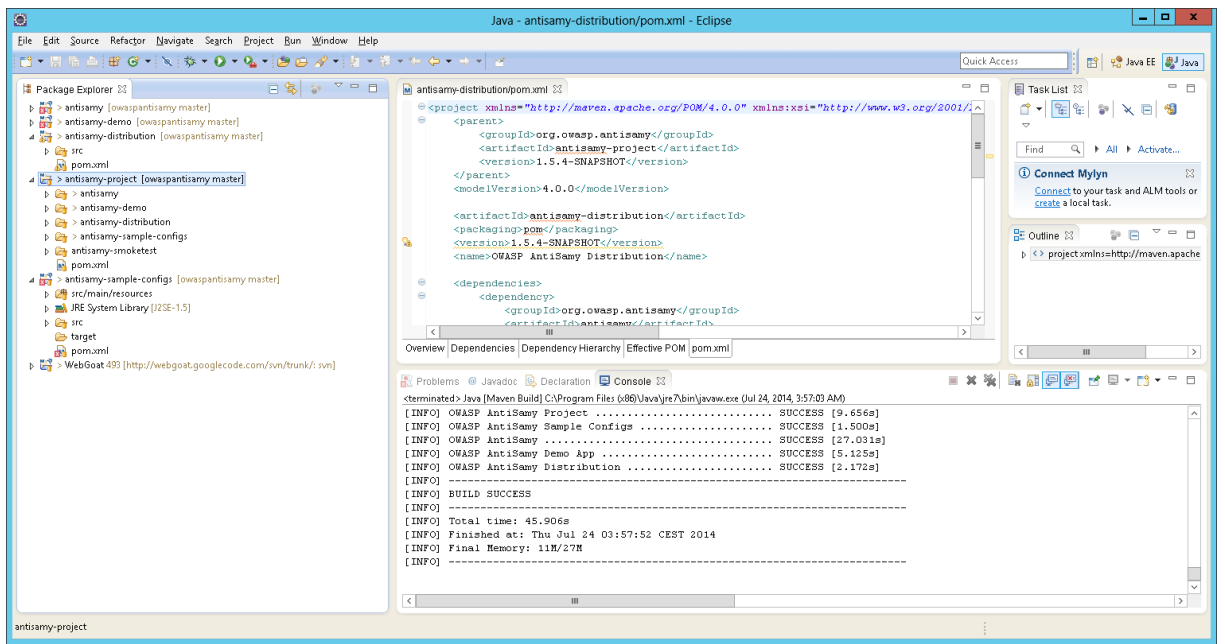 Java - antisamy-distribution/pom.xml - Eclipse
File Edit Source Refactor Navigate Search Project Run Window Help
Quick Access
Java EE
Java
Package Explorer
> antisamy [owaspantisamy master]
> antisamy-demo [owaspantisamy master]
> antisamy-distribution [owaspantisamy master]
src
pom.xml
> antisamy-project [owaspantisamy master]
> antisamy
> antisamy-demo
> antisamy-distribution
> antisamy-sample-configs
antisamy-smoketest
pom.xml
> antisamy-sample-configs [owaspantisamy master]
src/main/resources
JRE System Library [J2SE-1.5]
src
target
pom.xml
> WebGoat 493 [http://webgoat.googlecode.com/svn/trunk/: svn]
antisamy-distribution/pom.xml
<project xmlns="http://maven.apache.org/POM/4.0.0" xmlns:xsi="http://www.w3.org/2001/
<parent>
<groupId>org.owasp.antisamy</groupId>
<artifactId>antisamy-project</artifactId>
<version>1.5.4-SNAPSHOT</version>
</parent>
<modelVersion>4.0.0</modelVersion>
<artifactId>antisamy-distribution</artifactId>
<packaging>pom</packaging>
<version>1.5.4-SNAPSHOT</version>
<name>OWASP AntiSamy Distribution</name>
<dependencies>
<dependency>
<groupId>org.owasp.antisamy</groupId>
<artifactId>antisamy</artifactId>
Overview Dependencies Dependency Hierarchy Effective POM pom.xml
Task List
Find
All
Activate...
Connect Mylyn
Connect to your task and ALM tools or
create a local task.
Outline
project xmlns=http://maven.apache
Problems @ Javadoc Declaration Console
<terminated> Java [Maven Build] C:\Program Files (x86)\Java\jre7\bin\javaw.exe (Jul 24, 2014, 3:57:03 AM)
[INFO] OWASP AntiSamy Project ........................... SUCCESS [9.656s]
[INFO] OWASP AntiSamy Sample Configs .................... SUCCESS [1.500s]
[INFO] OWASP AntiSamy ................................... SUCCESS [27.031s]
[INFO] OWASP AntiSamy Demo App .......................... SUCCESS [5.125s]
[INFO] OWASP AntiSamy Distribution ...................... SUCCESS [2.172s]
[INFO] ------------------------------------------------------------------------
[INFO] BUILD SUCCESS
[INFO] ------------------------------------------------------------------------
[INFO] Total time: 45.906s
[INFO] Finished at: Thu Jul 24 03:57:52 CEST 2014
[INFO] Final Memory: 11M/27M
[INFO] ------------------------------------------------------------------------
antisamy-project